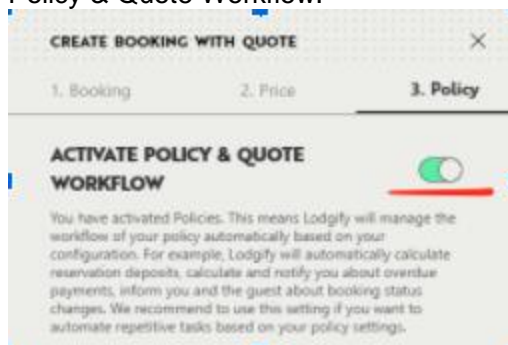 Policy & Quote Workflow.
CREATE BOOKING WITH QUOTE
1. Booking 2. Price 3. Policy
ACTIVATE POLICY & QUOTE
WORKFLOW
You have activated Policies. This means Lodgify will manage the
workflow of your policy automatically based on your
configuration. For example, Lodgify will automatically calculate
reservation deposits, calculate and notify you about overdue
payments, inform you and the guest about booking status
changes. We recommend to use this setting if you want to
automate repetitive tasks based on your policy settings.